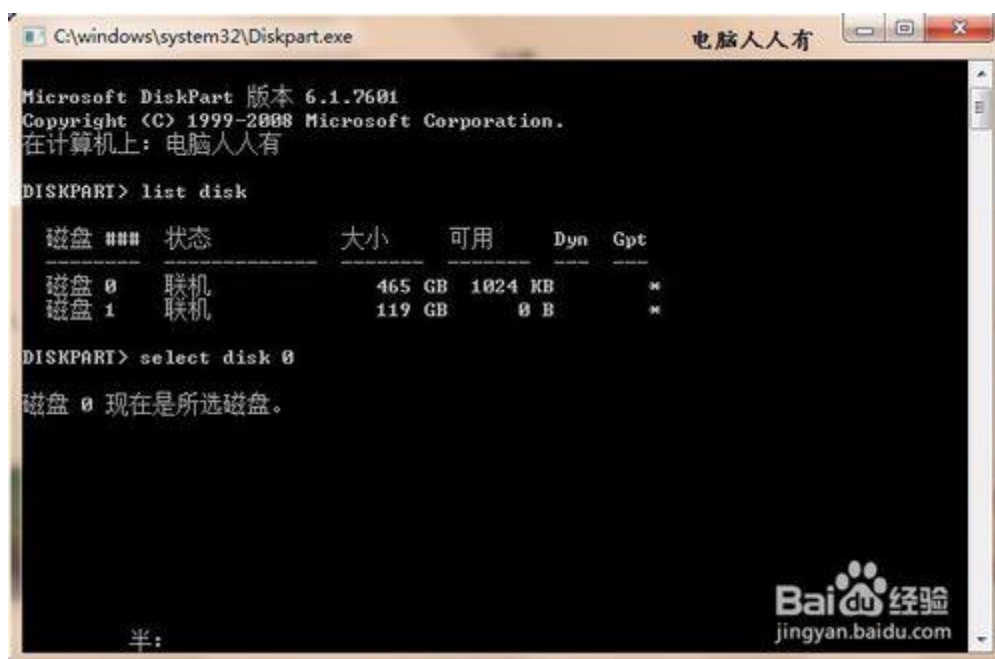 C:\windows\system32\Diskpart.exe
电脑人人有
Microsoft DiskPart 版本 6.1.7601
Copyright (C) 1999-2008 Microsoft Corporation.
在计算机上: 电脑人人有
DISKPART> list disk
磁盘 ### 状态 大小 可用 Dyn Gpt
-------- ------------- ------- ------- --- ---
磁盘 0 联机 465 GB 1024 KB *
磁盘 1 联机 119 GB 0 B *
DISKPART> select disk 0
磁盘 0 现在是所选磁盘。
半:
Baidu 经验
jingyan.baidu.com